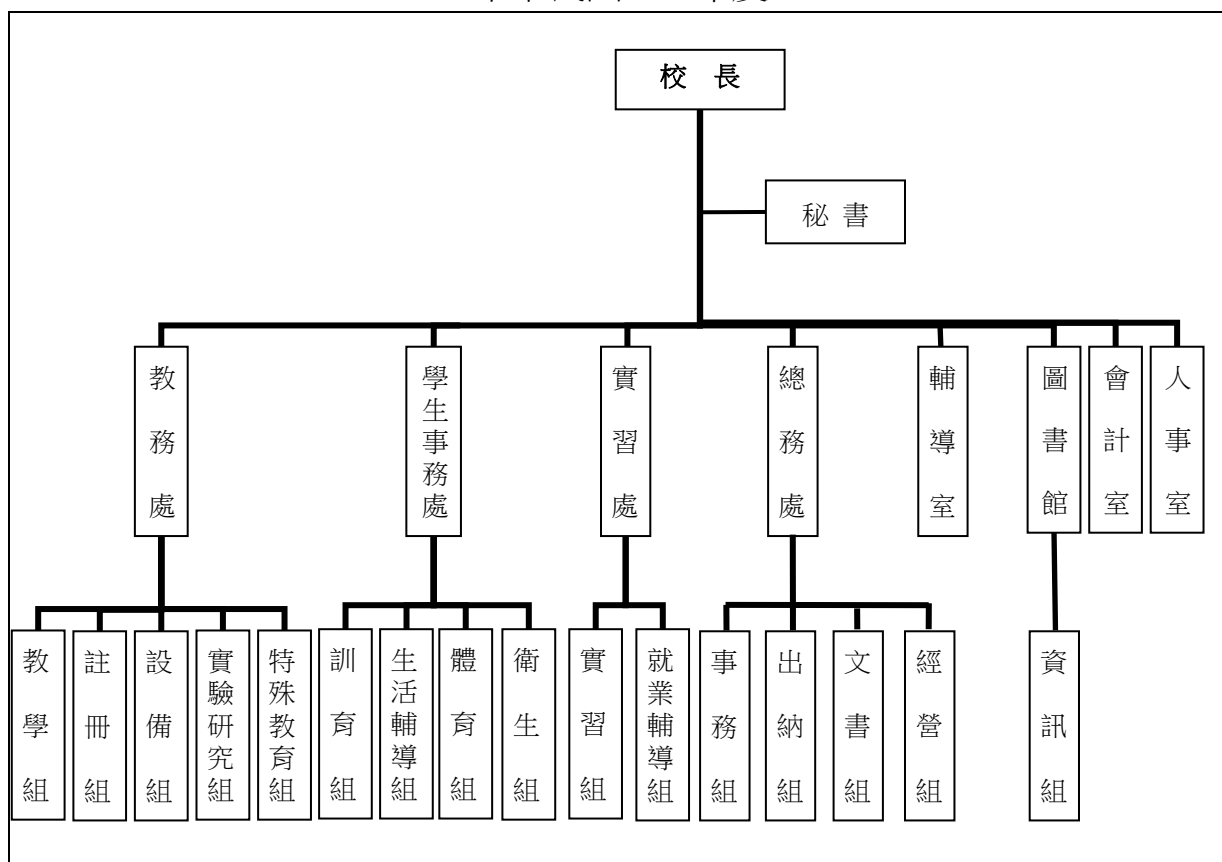 校 長
秘 書
教務處
學生事務處
實習處
總務處
輔導室
圖書館
會計室
人事室
教學組
註冊組
設備組
實驗研究組
特殊教育組
訓育組
生活輔導組
體育組
衛生組
實習組
就業輔導組
事務組
出納組
文書組
經營組
資訊組